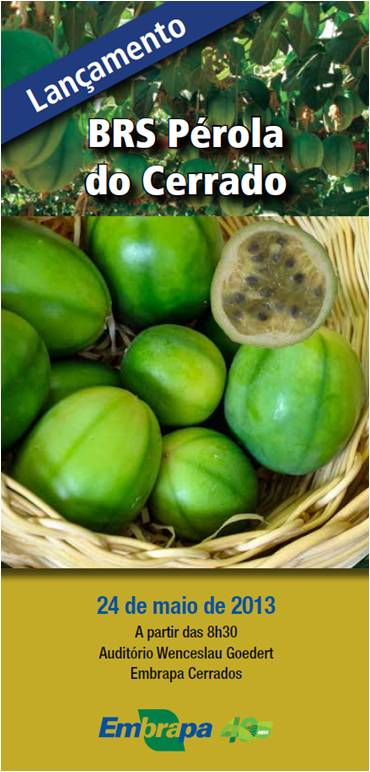 Lançamento
BRS Pérola
do Cerrado
24 de maio de 2013
A partir das 8h30
Auditório Wenceslau Goedert
Embrapa Cerrados
Embrapa
40